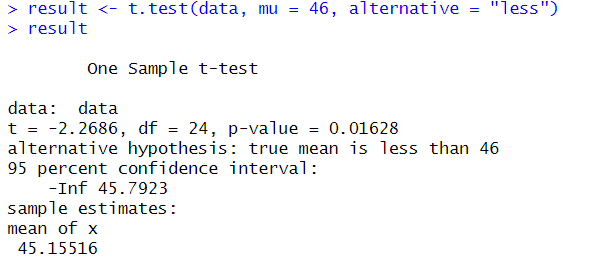 > result <- t.test(data, mu = 46, alternative = "less")
> result
One Sample t-test
data: data
t = -2.2686, df = 24, p-value = 0.01628
alternative hypothesis: true mean is less than 46
95 percent confidence interval:
-Inf 45.7923
sample estimates:
mean of x
45.15516